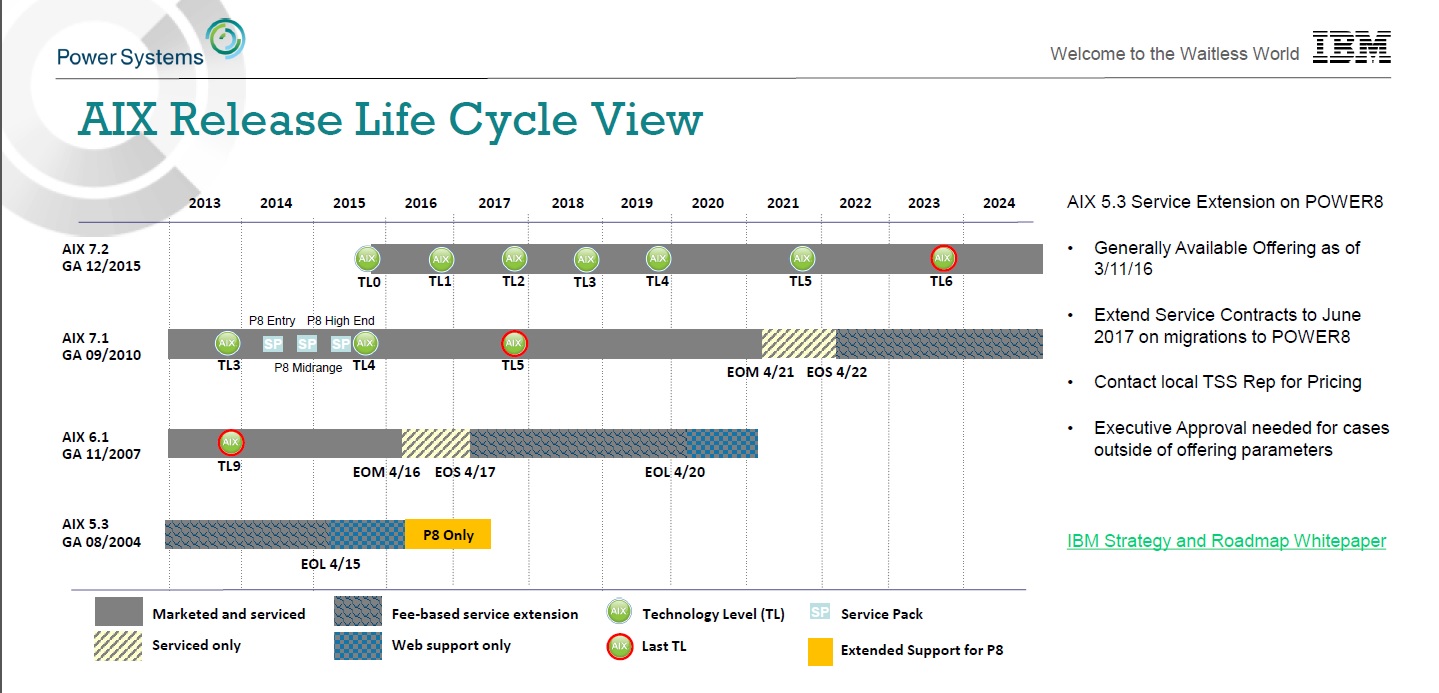 Power Systems
Welcome to the Waitless World IBM
AIX Release Life Cycle View
2013 2014 2015 2016 2017 2018 2019 2020 2021 2022 2023 2024
AIX 7.2
GA 12/2015
AIX AIX AIX AIX AIX AIX AIX
TL0 TL1 TL2 TL3 TL4 TL5 TL6
P8 Entry P8 High End
AIX 7.1
GA 09/2010
AIX SP SP SP AIX AIX
TL3 P8 Midrange TL4 TL5
EOM 4/21 EOS 4/22
AIX 6.1
GA 11/2007
AIX
TL9
EOM 4/16 EOS 4/17 EOL 4/20
AIX 5.3
GA 08/2004
P8 Only
EOL 4/15
Marketed and serviced
Serviced only
Fee-based service extension
Web support only
AIX Technology Level (TL)
AIX Last TL
SP Service Pack
Extended Support for P8
AIX 5.3 Service Extension on POWER8
• Generally Available Offering as of
3/11/16
• Extend Service Contracts to June
2017 on migrations to POWER8
• Contact local TSS Rep for Pricing
• Executive Approval needed for cases
outside of offering parameters
IBM Strategy and Roadmap Whitepaper